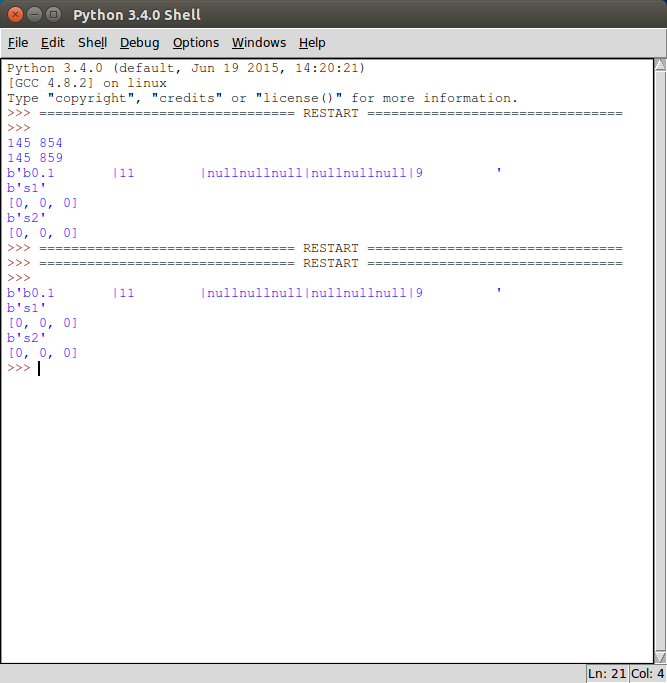 Python 3.4.0 Shell
File Edit Shell Debug Options Windows Help
Python 3.4.0 (default, Jun 19 2015, 14:20:21)
[GCC 4.8.2] on linux
Type "copyright", "credits" or "license()" for more information.
>>> ================================ RESTART ================================
>>>
145 854
145 859
b'b0.1       |11        |nullnullnull|nullnullnull|9         '
b's1'
[0, 0, 0]
b's2'
[0, 0, 0]
>>> ================================ RESTART ================================
>>> ================================ RESTART ================================
>>>
b'b0.1       |11        |nullnullnull|nullnullnull|9         '
b's1'
[0, 0, 0]
b's2'
[0, 0, 0]
>>>
Ln: 21 Col: 4